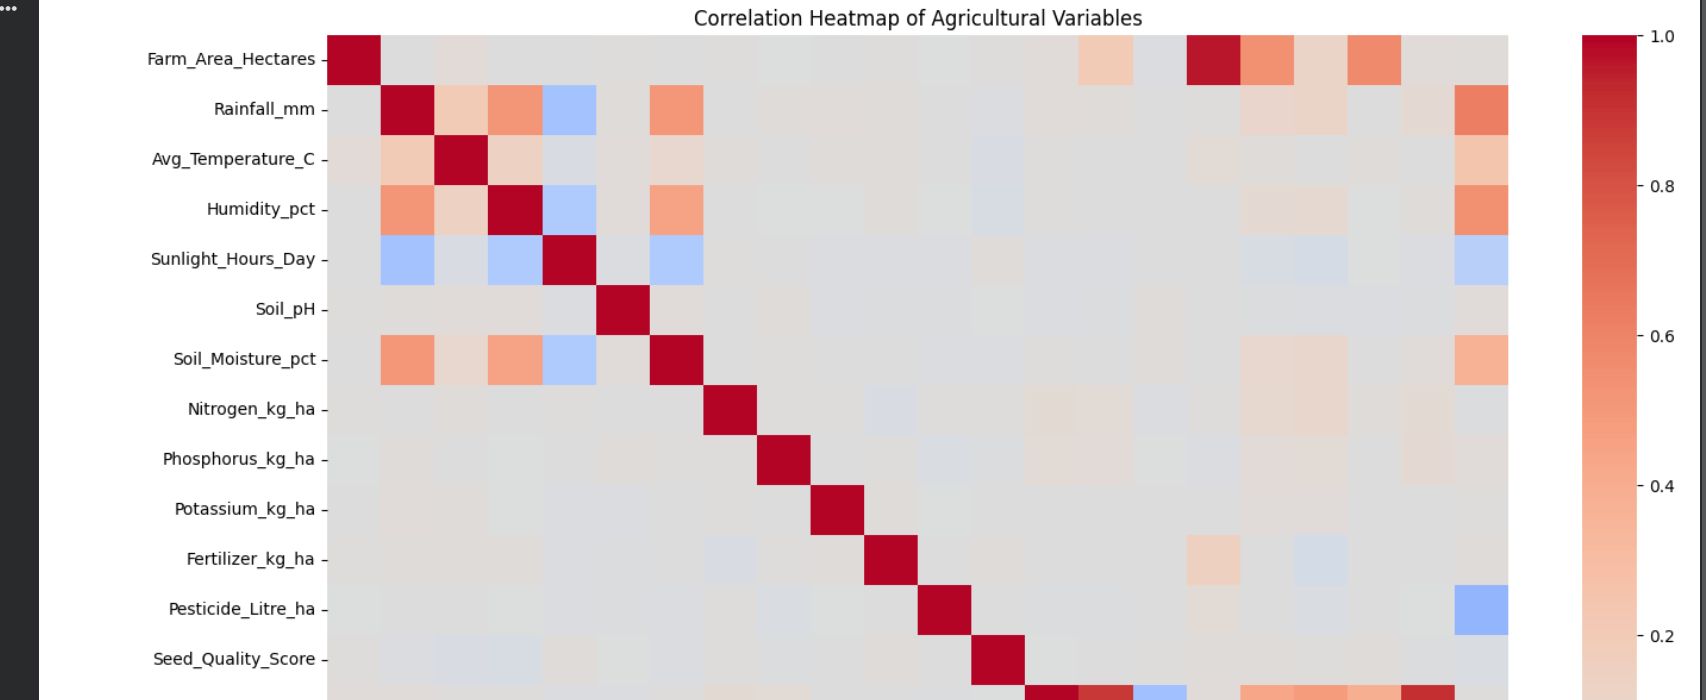 Correlation Heatmap of Agricultural Variables
Farm_Area_Hectares
Rainfall_mm
Avg_Temperature_C
Humidity_pct
Sunlight_Hours_Day
Soil_pH
Soil_Moisture_pct
Nitrogen_kg_ha
Phosphorus_kg_ha
Potassium_kg_ha
Fertilizer_kg_ha
Pesticide_Litre_ha
Seed_Quality_Score
1.0
0.8
0.6
0.4
0.2